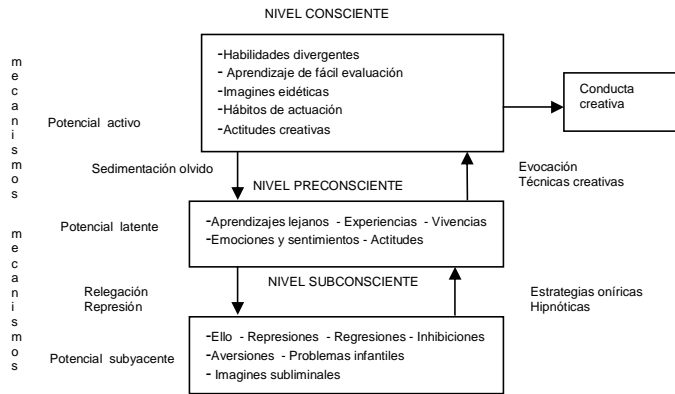 NIVEL CONSCIENTE
mecanismos
-Habilidades divergentes
- Aprendizaje de fácil evaluación
-Imagines eidéticas
-Hábitos de actuación
-Actitudes creativas
Conducta
creativa
Potencial activo
Sedimentación olvido
Evocación
Técnicas creativas
NIVEL PRECONSCIENTE
mecanismos
Potencial latente
-Aprendizajes lejanos - Experiencias - Vivencias
-Emociones y sentimientos - Actitudes
NIVEL SUBCONSCIENTE
Relegación
Represión
Estrategias oníricas
Hipnóticas
Potencial subyacente
-Ello - Represiones - Regresiones - Inhibiciones
-Aversiones - Problemas infantiles
- Imagines subliminales